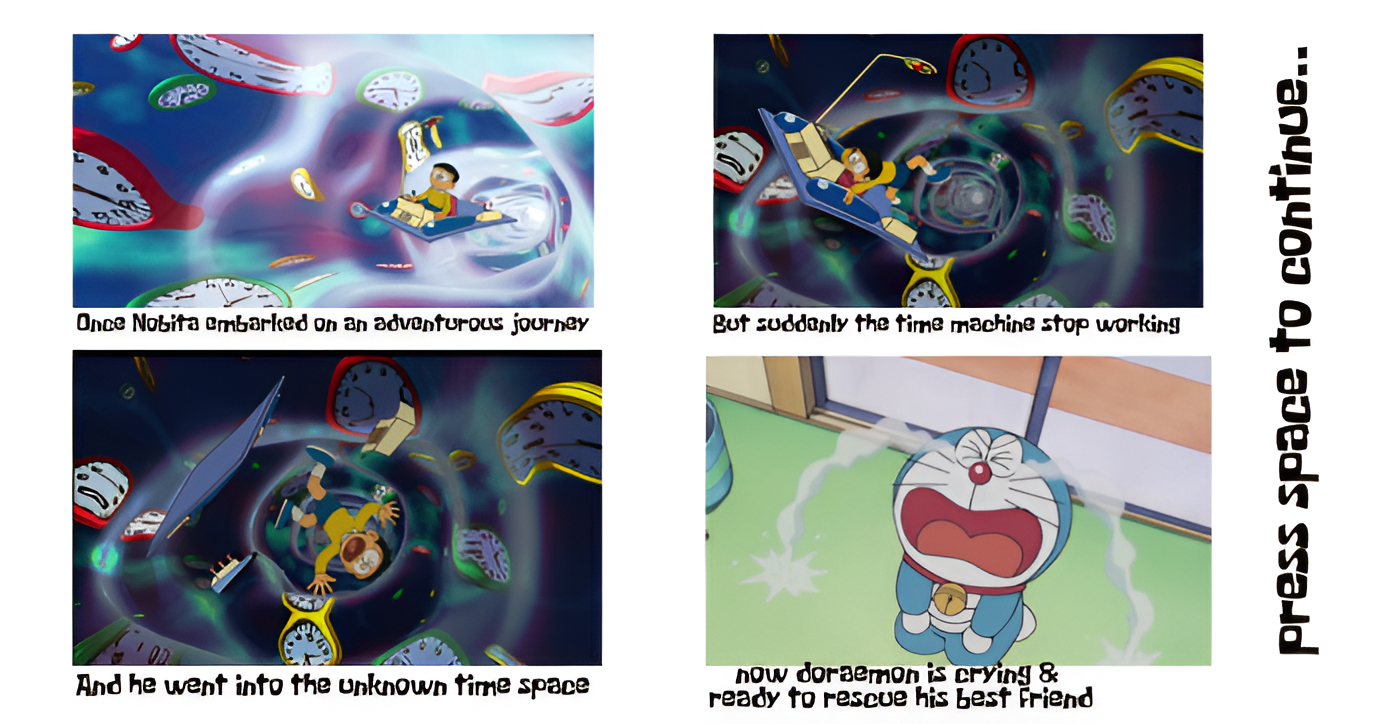 Once Nobita embarked on an adventurous journey
But suddenly the time machine stop working
And he went into the unknown time space
now doraemon is crying &
ready to rescue his best friend
press space to continue..